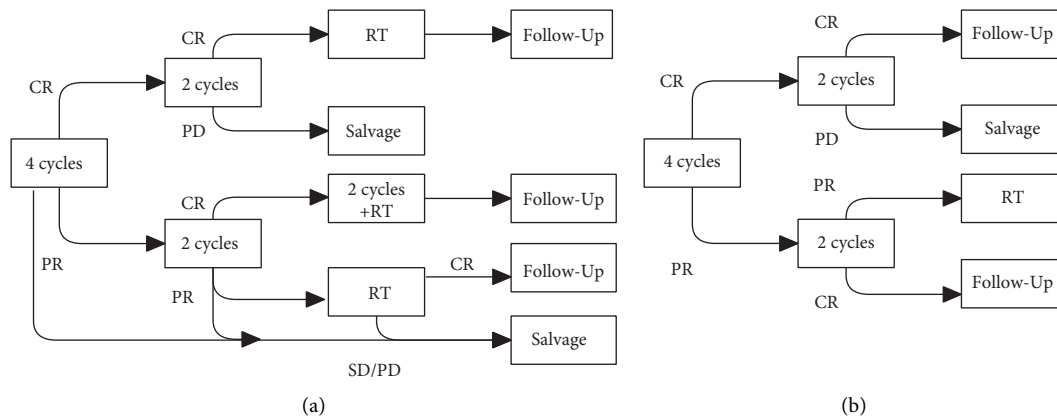 CR
RT
Follow-Up
CR
2 cycles
PD
Salvage
4 cycles
CR
2 cycles
+RT
Follow-Up
2 cycles
PR
PR
RT
CR
Follow-Up
Salvage
SD/PD
(a)
CR
Follow-Up
CR
2 cycles
PD
Salvage
4 cycles
PR
RT
2 cycles
PR
CR
Follow-Up
(b)